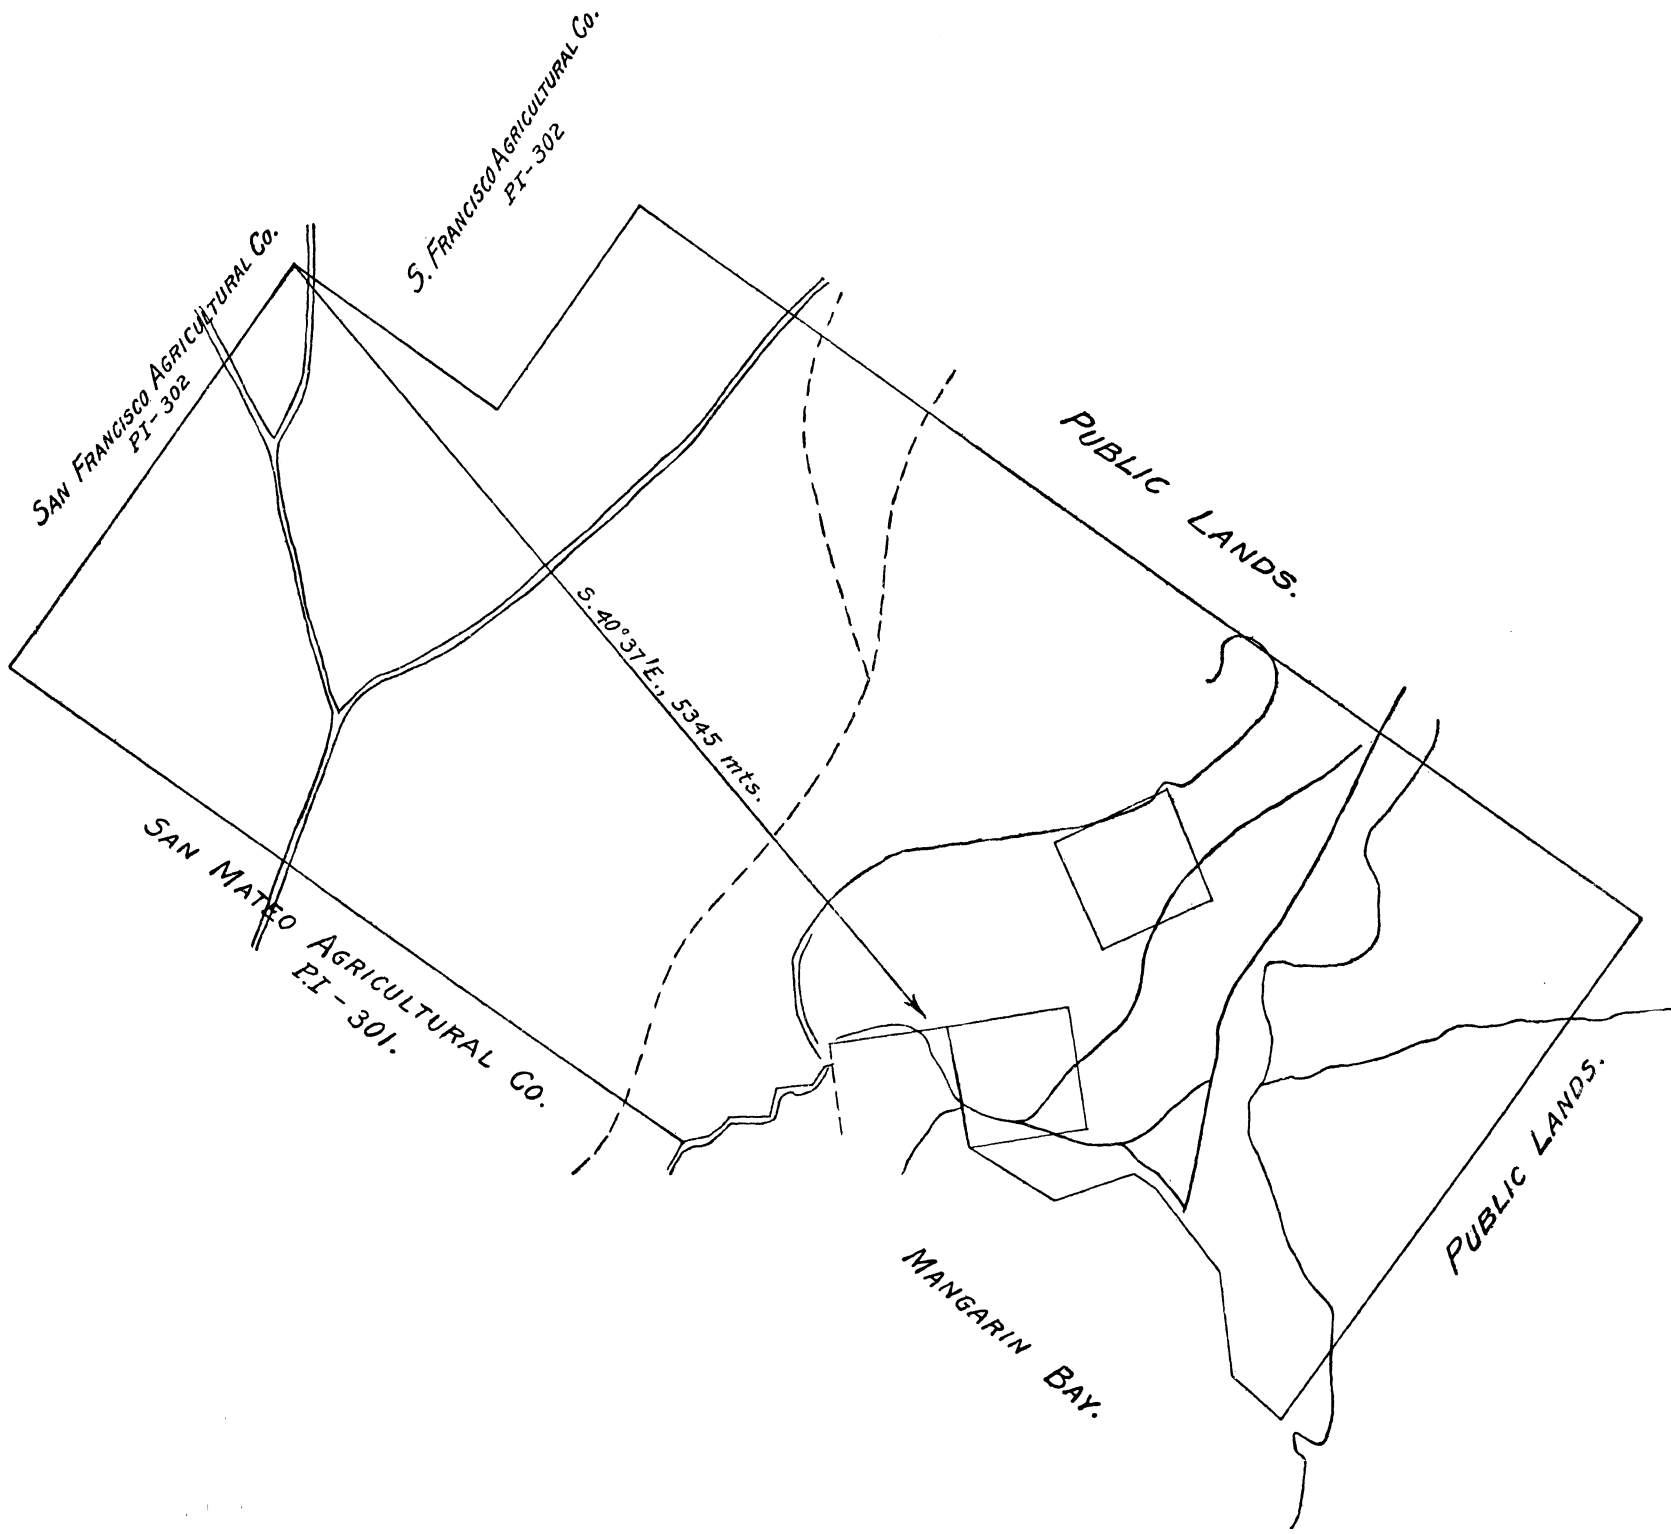 S. FRANCISCO AGRICULTURAL CO.
PI-302
SAN FRANCISCO AGRICULTURAL CO.
PI-302
PUBLIC LANDS.
S. 40°37'E., 5345 mts.
SAN MATEO AGRICULTURAL CO.
P.I-301.
PUBLIC LANDS.
MANGARIN BAY.